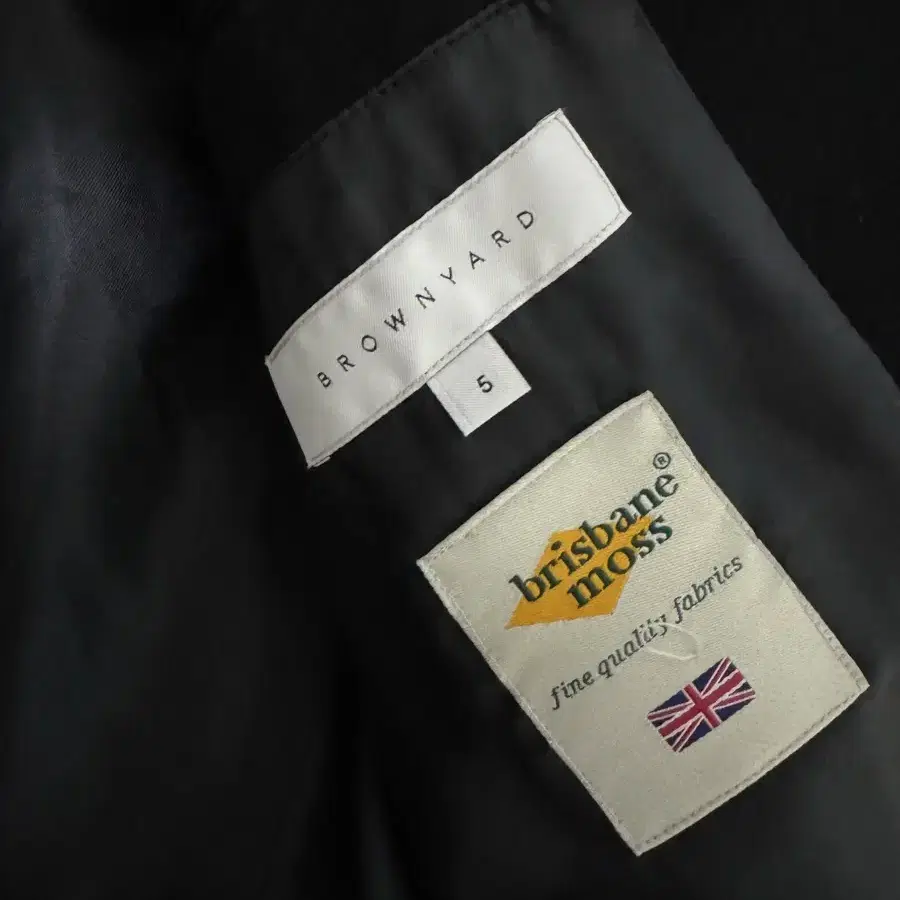 BROWNYARD
5
brisbane®
moss
fine quality fabrics